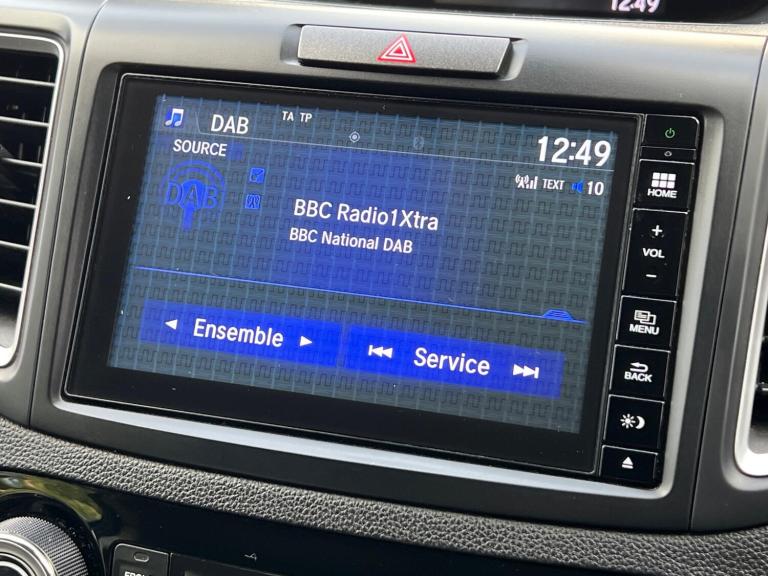 12:49
DAB
TA TP
12:49
SOURCE
TEXT
10
DAB
BBC Radio1Xtra
BBC National DAB
Ensemble
Service
HOME
+
VOL
−
MENU
BACK